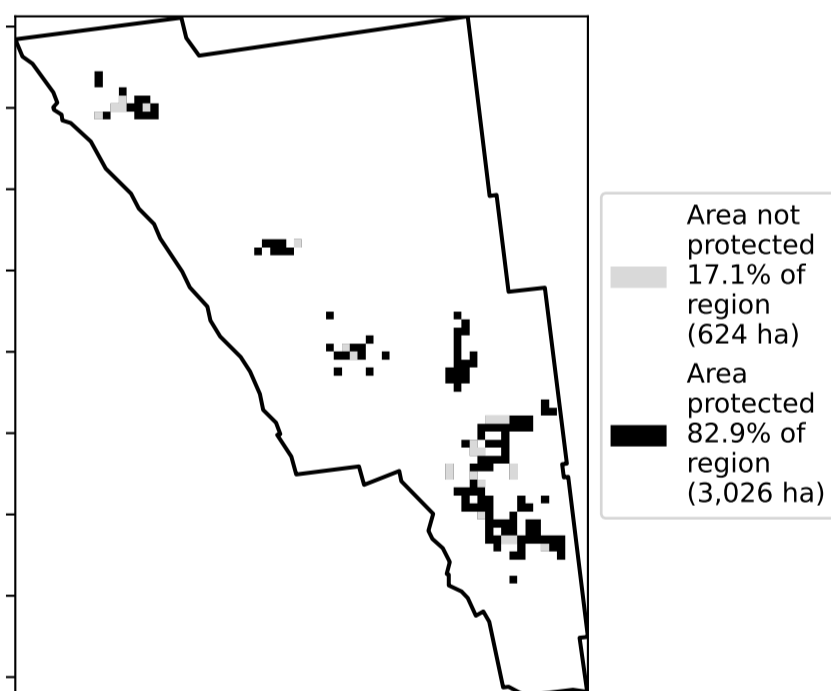 Area not
protected
17.1% of
region
(624 ha)
Area
protected
82.9% of
region
(3,026 ha)